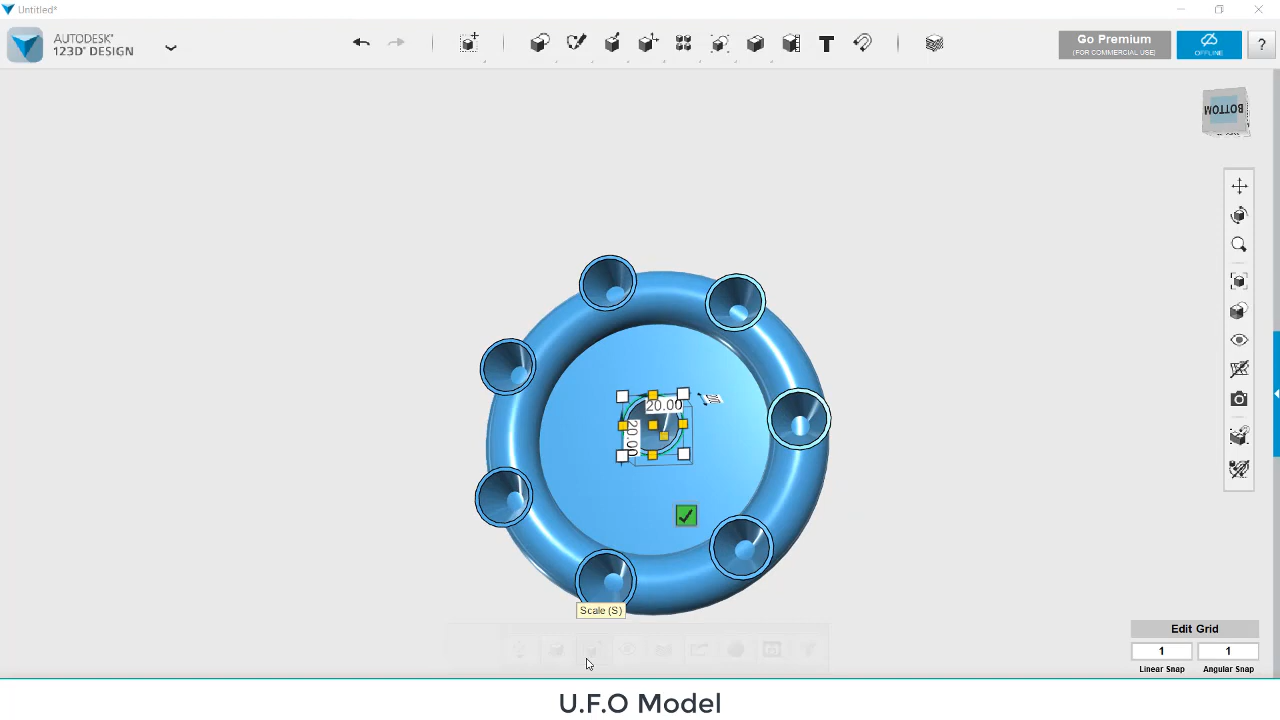 Untitled*
AUTODESK®
123D® DESIGN
Go Premium
(FOR COMMERCIAL USE)
OFFLINE
?
T
BOTTOM
20.00
20.00
Scale (S)
Edit Grid
1
1
Linear Snap
Angular Snap
U.F.O Model